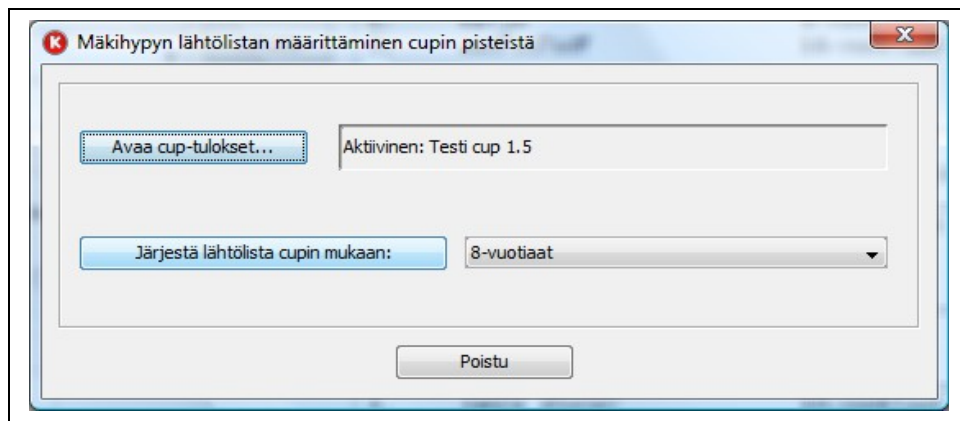 Mäkihypyn lähtölistan määrittäminen cupin pisteistä
Avaa cup-tulokset...
Aktiivinen: Testi cup 1.5
Järjestä lähtölista cupin mukaan:
8-vuotiaat
Poistu